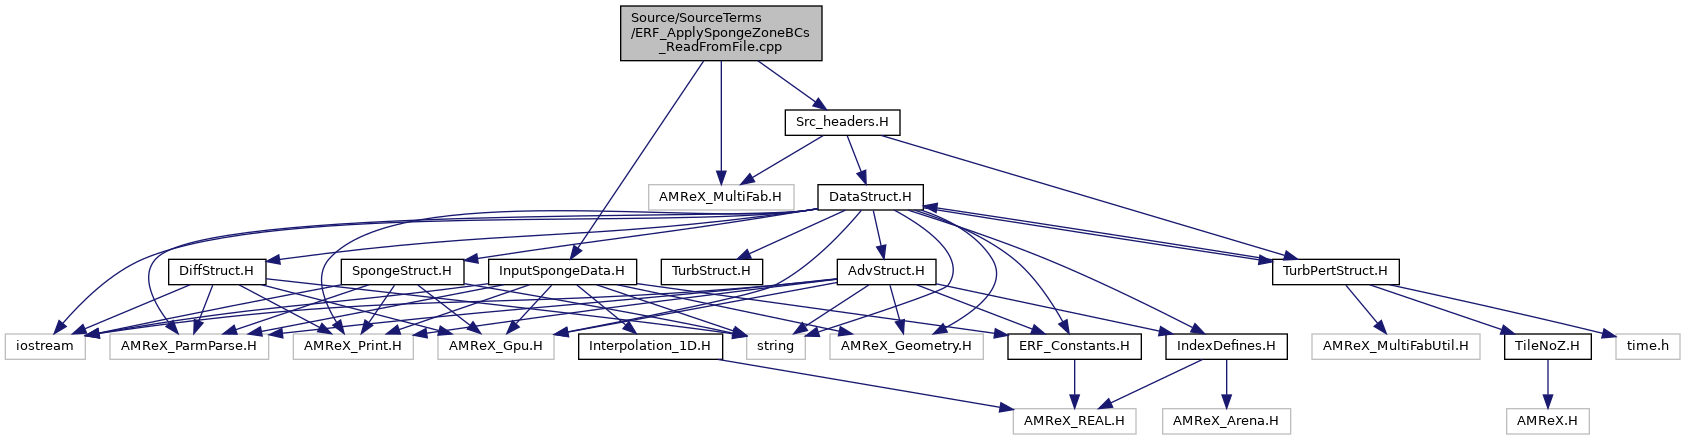 Source/SourceTerms
/ERF_ApplySpongeZoneBCs
_ReadFromFile.cpp
Src_headers.H
AMReX_MultiFab.H
DataStruct.H
DiffStruct.H
SpongeStruct.H
InputSpongeData.H
TurbStruct.H
AdvStruct.H
TurbPertStruct.H
iostream
AMReX_ParmParse.H
AMReX_Print.H
AMReX_Gpu.H
Interpolation_1D.H
string
AMReX_Geometry.H
ERF_Constants.H
IndexDefines.H
AMReX_MultiFabUtil.H
TileNoZ.H
time.h
AMReX_REAL.H
AMReX_Arena.H
AMReX.H